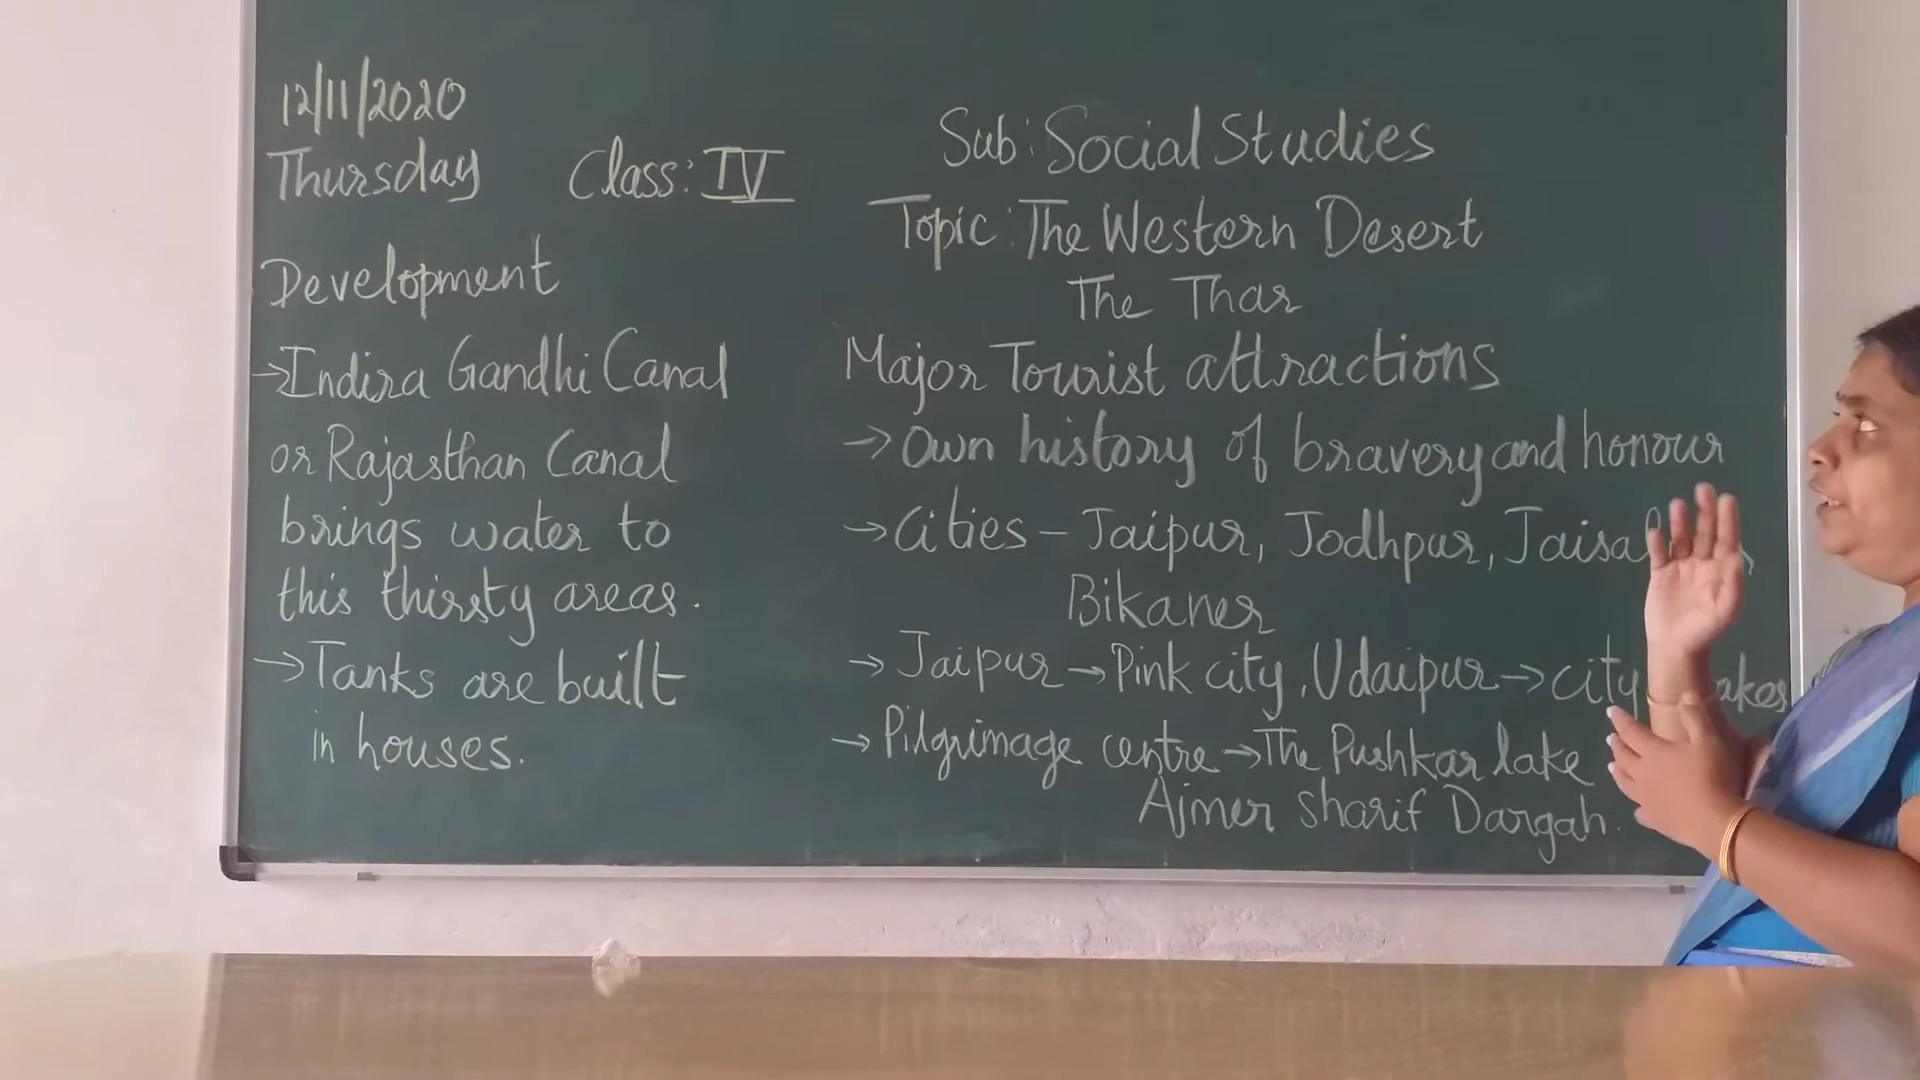 12/11/2020
Thursday Class: IV
Development
→ Indira Gandhi Canal
or Rajasthan Canal
brings water to
this thirsty areas.
→ Tanks are built
in houses.
Sub: Social Studies
Topic: The Western Desert
The Thar
Major Tourist attractions
→ Own history of bravery and honour
→ Cities – Jaipur, Jodhpur,
Bikaner
→ Jaipur → Pink city, Udaipur → city
→ Pilgrimage centre → The Pushkar lake
Ajmer Sharif Dargah.